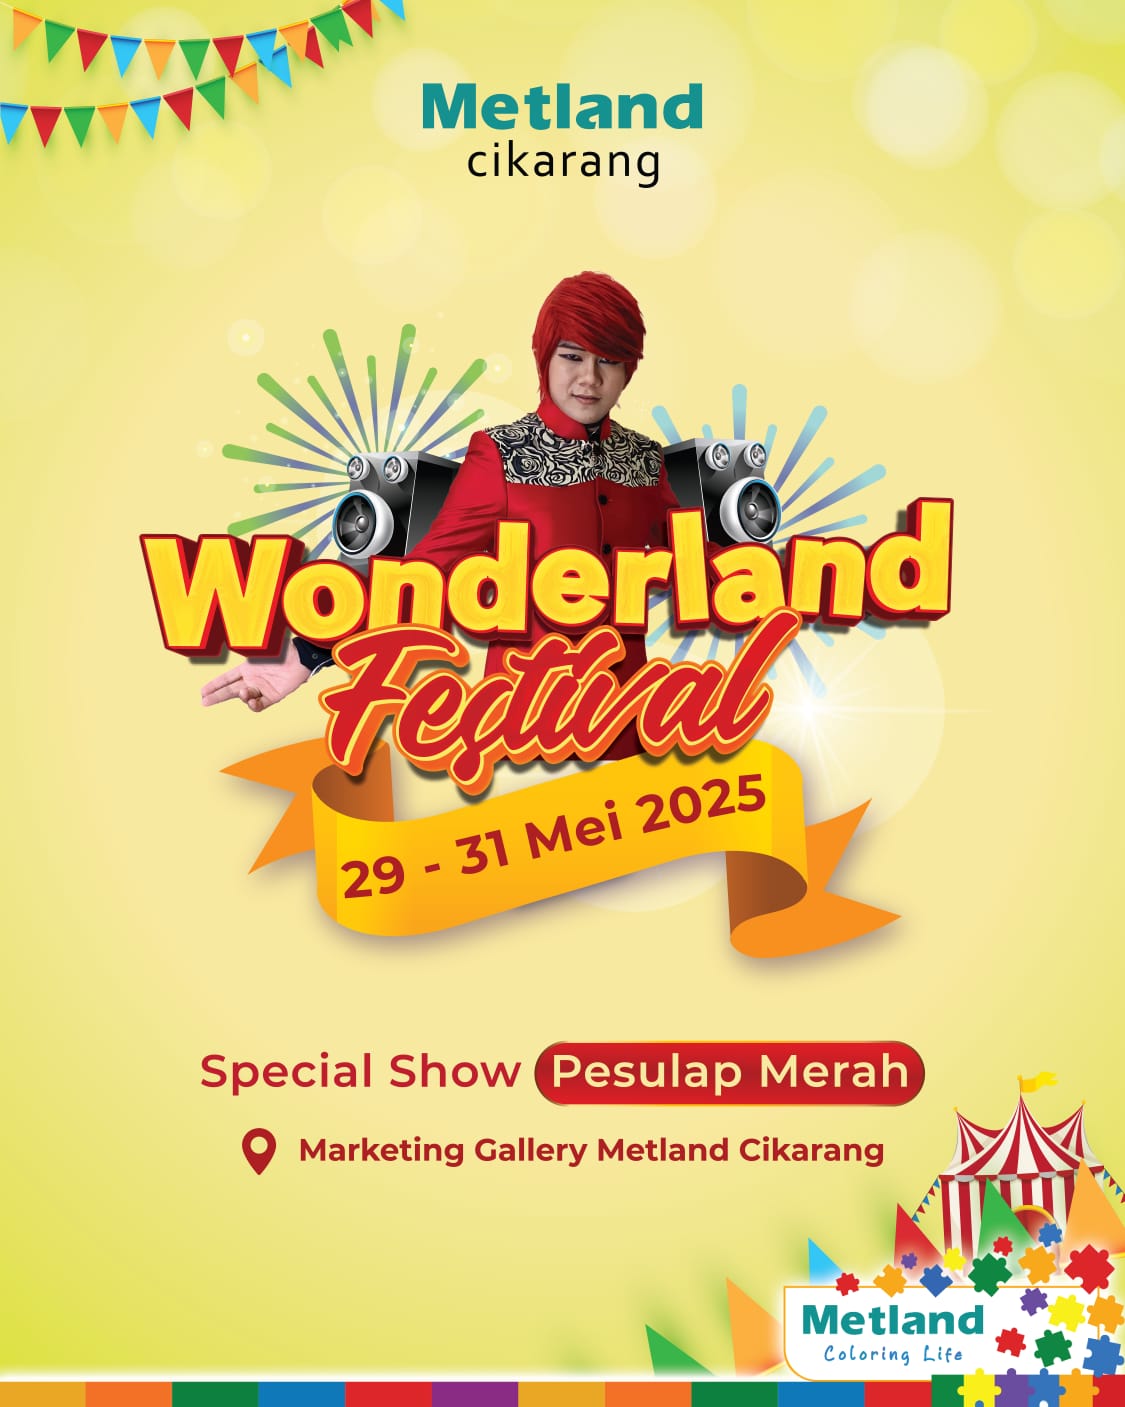 Metland
cikarang
Wonderland
Festival
29 - 31 Mei 2025
Special Show Pesulap Merah
Marketing Gallery Metland Cikarang
Metland
Coloring Life